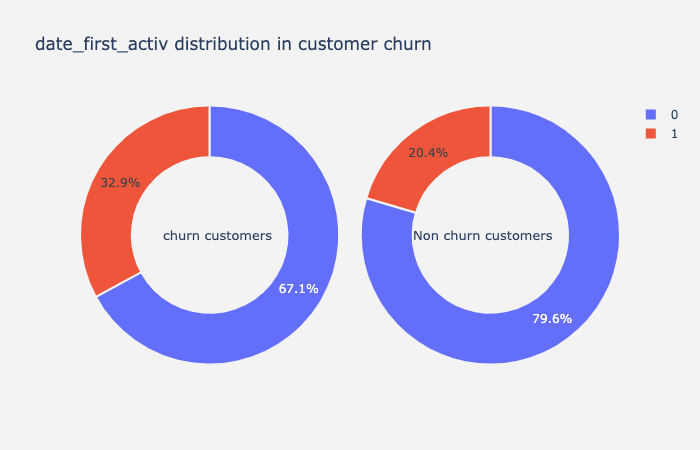 date_first_activ distribution in customer churn
0
1
32.9%
67.1%
churn customers
20.4%
79.6%
Non churn customers